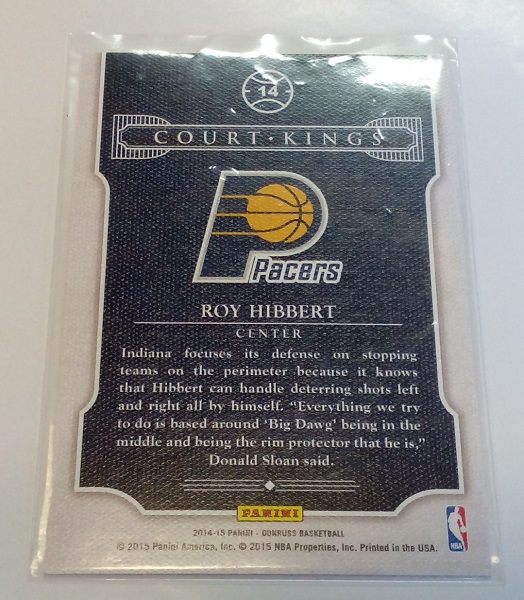 14
COURT · KINGS
Pacers
ROY HIBBERT
CENTER
Indiana focuses its defense on stopping
teams on the perimeter because it knows
that Hibbert can handle deterring shots left
and right all by himself. “Everything we try
to do is based around ‘Big Dawg’ being in the
middle and being the rim protector that he is,”
Donald Sloan said.
PANINI
2014-15 PANINI - DONRUSS BASKETBALL
© 2015 Panini America, Inc. © 2015 NBA Properties, Inc. Printed in the USA.
NBA